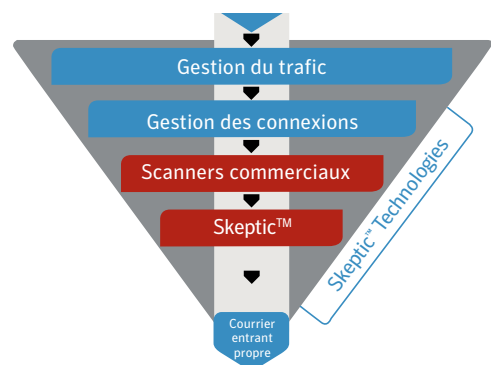 Gestion du trafic
Gestion des connexions
Scanners commerciaux
Skeptic™
Skeptic™ Technologies
Courrier
entrant
propre